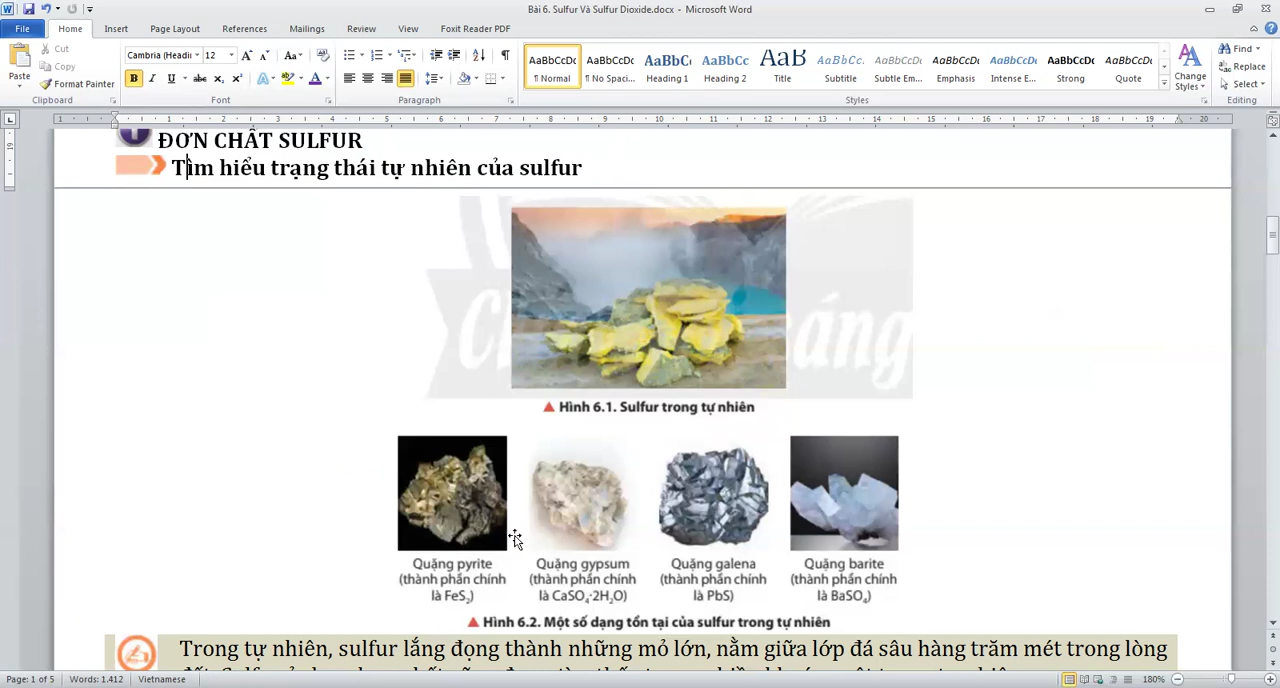 Bài 6. Sulfur Và Sulfur Dioxide.docx - Microsoft Word
File Home Insert Page Layout References Mailings Review View Foxit Reader PDF
Cut
Copy
Format Painter
Paste
Cambria (Headi 12
AaBbCcDc AaBbCcDc AaBbCc AaBbCc AaB AaBbCc. AaBbCcDc AaBbCcDc AaBbCcDc AaBbCcDc AaBbCcDc
¶ Normal ¶ No Spaci... Heading 1 Heading 2 Title Subtitle Subtle Em... Emphasis Intense E... Strong Quote
Change Styles
Find
Replace
Select
Clipboard Font Paragraph Styles Editing
ĐƠN CHẤT SULFUR
Tìm hiểu trạng thái tự nhiên của sulfur
Hình 6.1. Sulfur trong tự nhiên
Quặng pyrite
(thành phần chính
là FeS₂)
Quặng gypsum
(thành phần chính
là CaSO₄·2H₂O)
Quặng galena
(thành phần chính
là PbS)
Quặng barite
(thành phần chính
là BaSO₄)
Hình 6.2. Một số dạng tồn tại của sulfur trong tự nhiên
Trong tự nhiên, sulfur lắng đọng thành những mỏ lớn, nằm giữa lớp đá sâu hàng trăm mét trong lòng
Page: 1 of 5 Words: 1.412 Vietnamese 180%